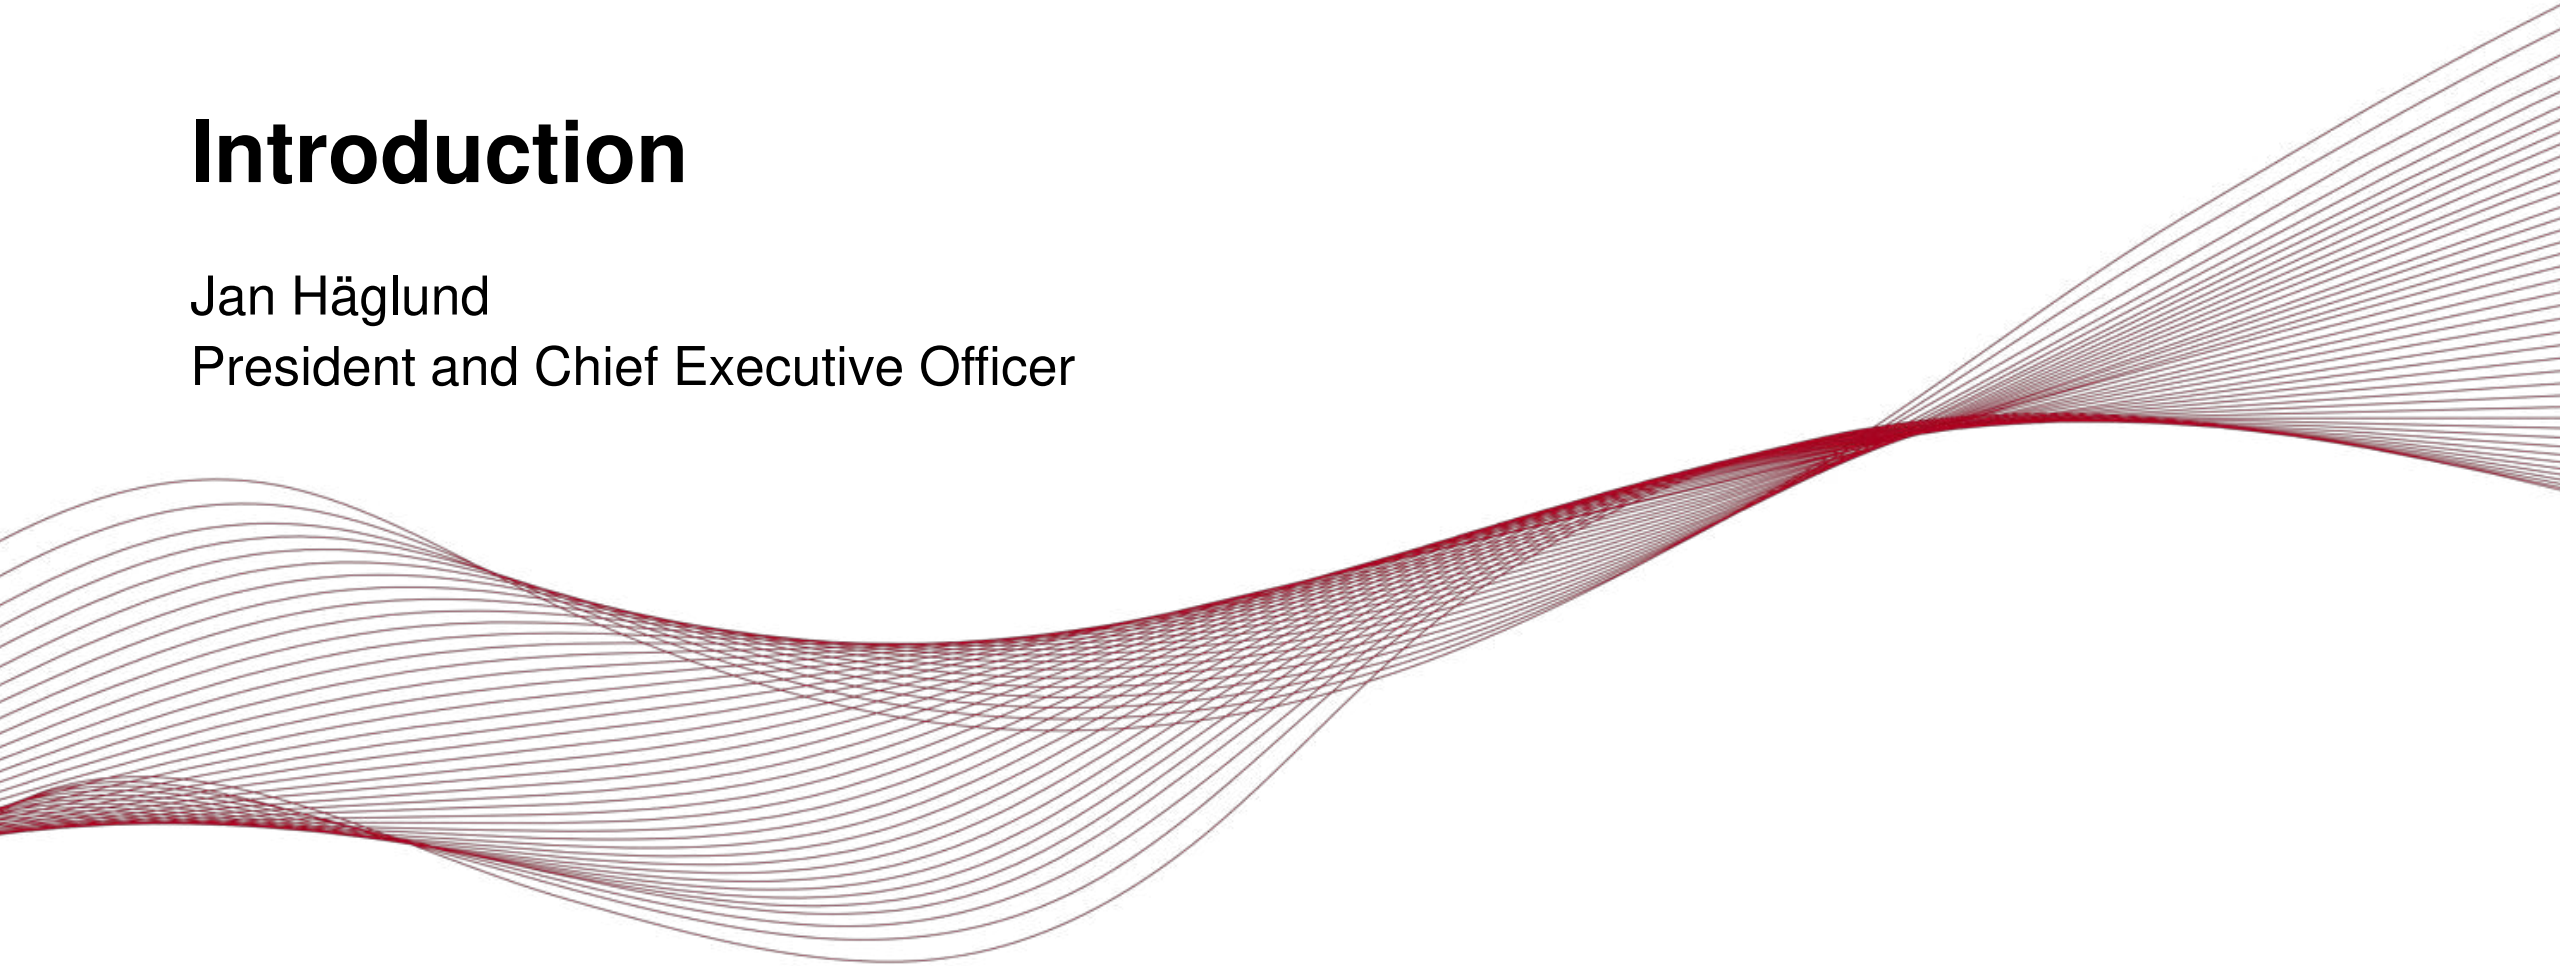 Introduction
Jan Häglund
President and Chief Executive Officer